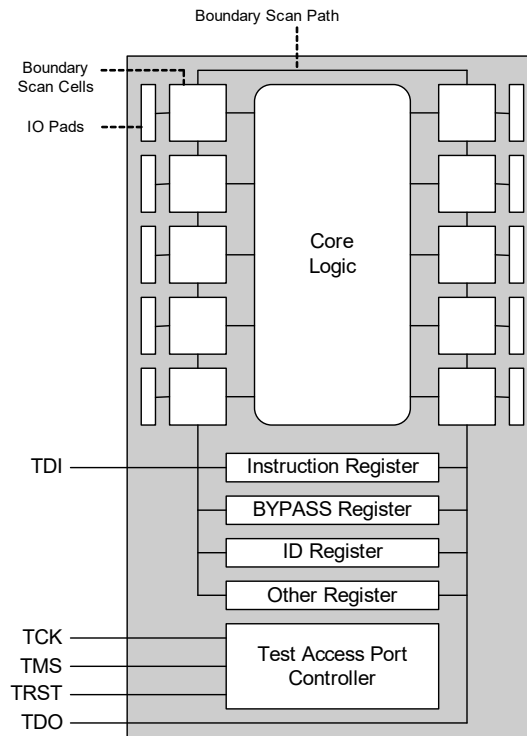 Boundary Scan Path
Boundary
Scan Cells
IO Pads
Core
Logic
TDI
Instruction Register
BYPASS Register
ID Register
Other Register
TCK
TMS
TRST
TDO
Test Access Port
Controller